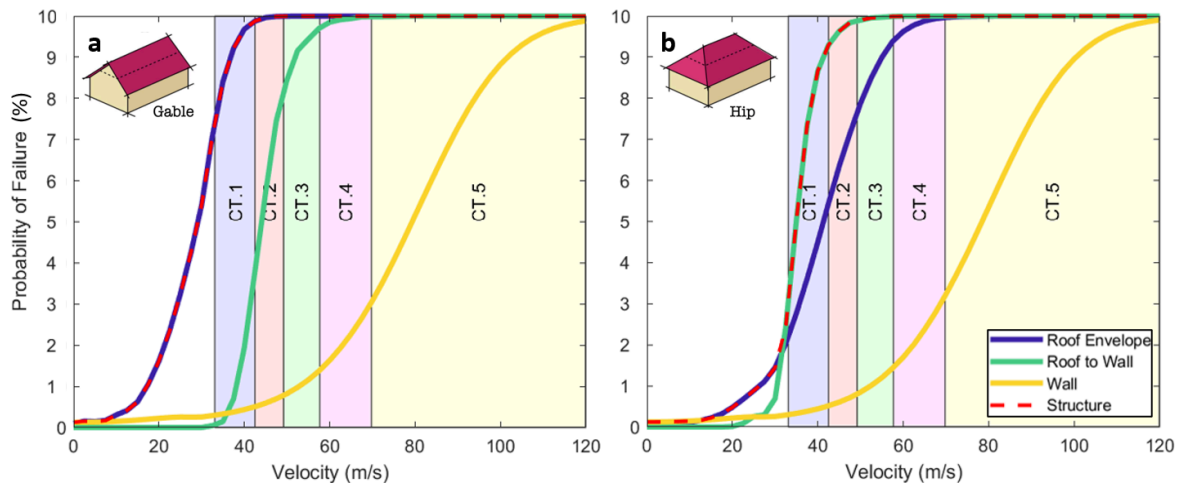 a
Gable
Probability of Failure (%)
10
9
8
7
6
5
4
3
2
1
0
CT.1
CT.2
CT.3
CT.4
CT.5
0 20 40 60 80 100 120
Velocity (m/s)
b
Hip
10
9
8
7
6
5
4
3
2
1
0
CT.1
CT.2
CT.3
CT.4
CT.5
Roof Envelope
Roof to Wall
Wall
Structure
0 20 40 60 80 100 120
Velocity (m/s)